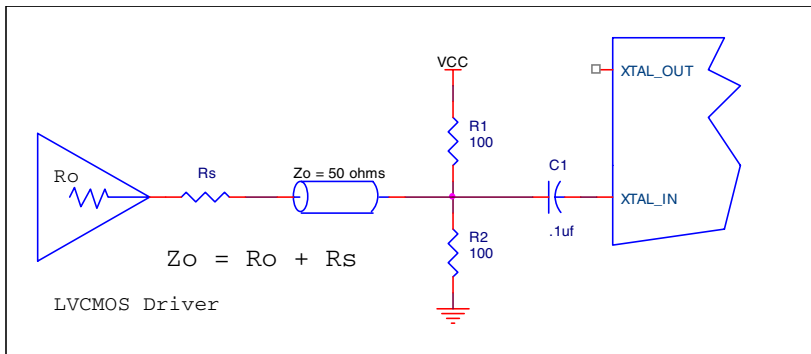 VCC
XTAL_OUT
R1
100
Ro
Rs
Zo = 50 ohms
C1
XTAL_IN
.1uf
R2
100
Zo = Ro + Rs
LVCMOS Driver